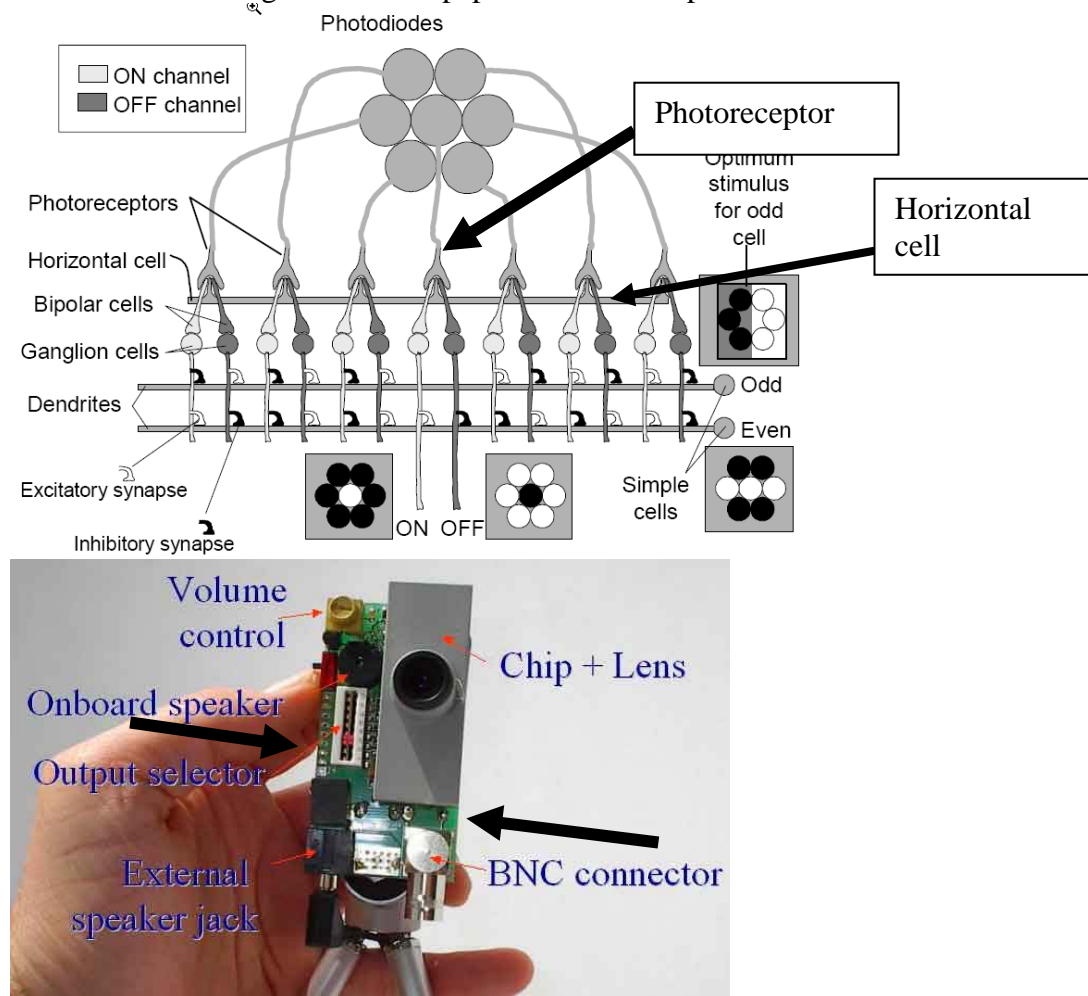 Photodiodes
ON channel
OFF channel
Photoreceptor
Optimum
stimulus
for odd
cell
Horizontal
cell
Photoreceptors
Horizontal cell
Bipolar cells
Ganglion cells
Dendrites
Odd
Even
Excitatory synapse
Inhibitory synapse
ON OFF
Simple
cells
Volume
control
Chip + Lens
Onboard speaker
Output selector
External
speaker jack
BNC connector